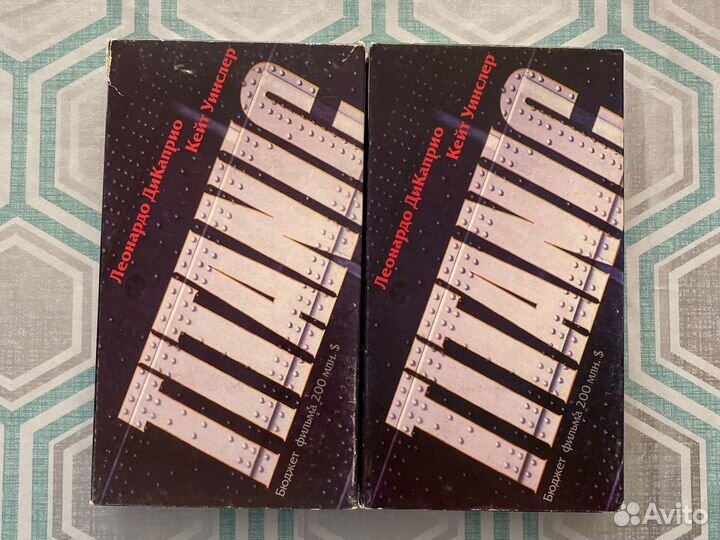 Леонардо ДиКаприо
Кейт Уинслер
TITANIC
Бюджет фильма 200 млн. $
Леонардо ДиКаприо
Кейт Уинслер
TITANIC
Бюджет фильма 200 млн. $
Avito